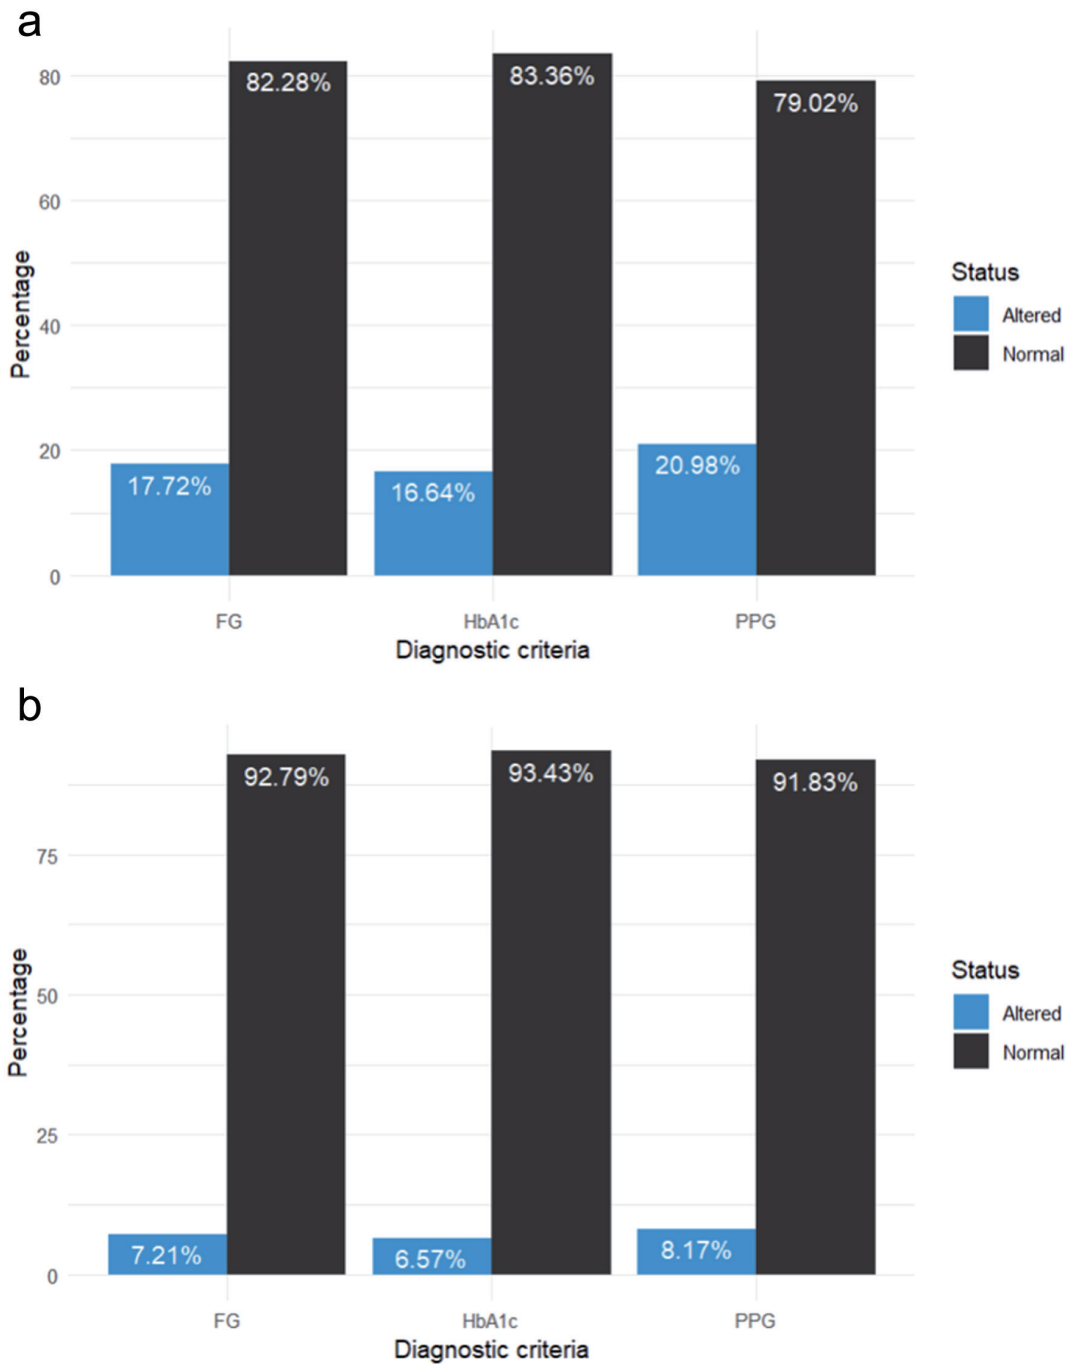 a
82.28%
83.36%
79.02%
17.72%
16.64%
20.98%
80
60
40
20
0
Percentage
FG
HbA1c
PPG
Diagnostic criteria
Status
Altered
Normal
b
92.79%
93.43%
91.83%
7.21%
6.57%
8.17%
75
50
25
0
Percentage
FG
HbA1c
PPG
Diagnostic criteria
Status
Altered
Normal